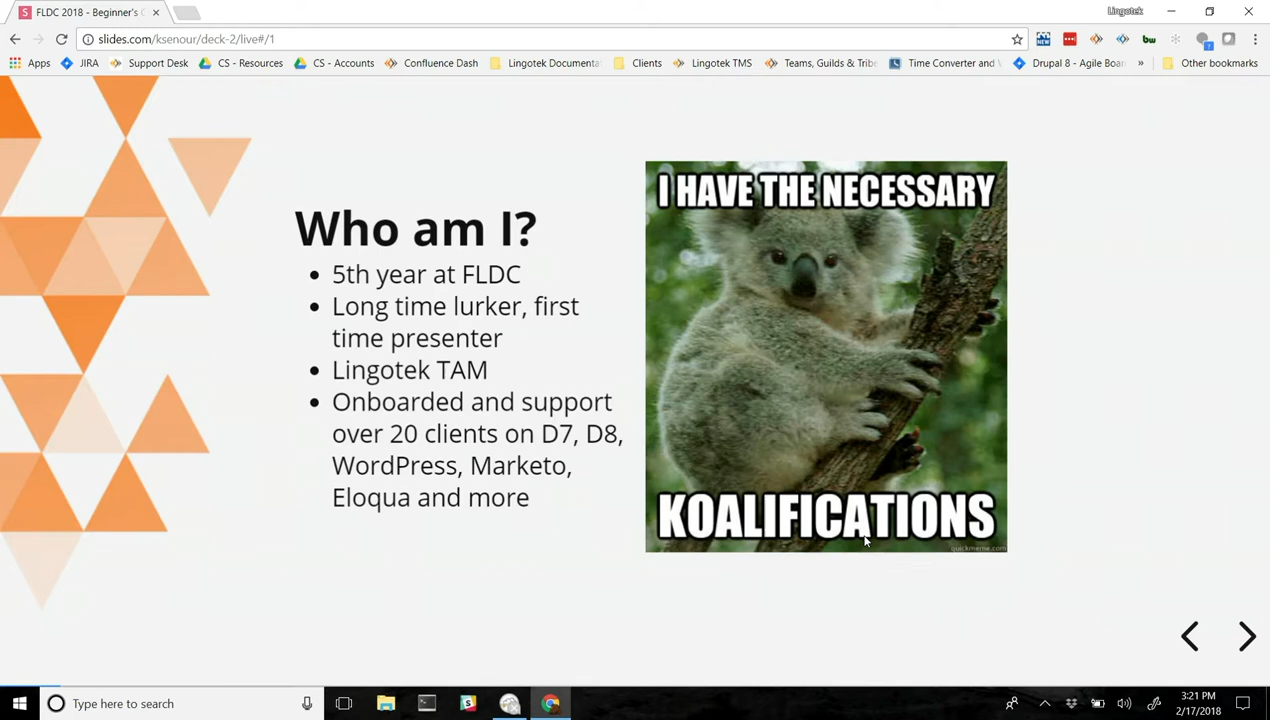 FLDC 2018 - Beginner's G
Lingotek
slides.com/ksenour/deck-2/live#/1
NEW
bw
Apps
JIRA
Support Desk
CS - Resources
CS - Accounts
Confluence Dash
Lingotek Documenta
Clients
Lingotek TMS
Teams, Guilds & Tribe
Time Converter and
Drupal 8 - Agile Boar
»
Other bookmarks
Who am I?
• 5th year at FLDC
• Long time lurker, first
time presenter
• Lingotek TAM
• Onboarded and support
over 20 clients on D7, D8,
WordPress, Marketo,
Eloqua and more
I HAVE THE NECESSARY
KOALIFICATIONS
quickmeme.com
Type here to search
3:21 PM
2/17/2018